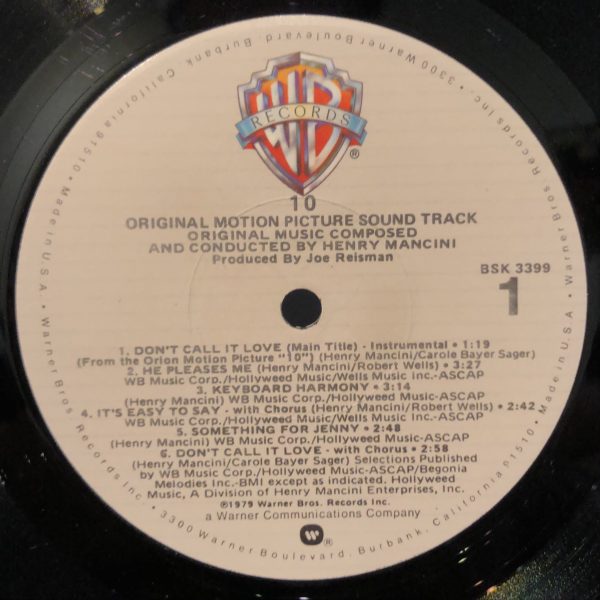 WB
RECORDS
®
10
ORIGINAL MOTION PICTURE SOUND TRACK
ORIGINAL MUSIC COMPOSED
AND CONDUCTED BY HENRY MANCINI
Produced By Joe Reisman
BSK 3399
1
1. DON'T CALL IT LOVE (Main Title) - Instrumental • 1:19
(From the Orion Motion Picture "10") (Henry Mancini/Carole Bayer Sager)
2. HE PLEASES ME (Henry Mancini/Robert Wells) • 3:27
WB Music Corp./Hollyweed Music/Wells Music Inc.-ASCAP
3. KEYBOARD HARMONY • 3:14
(Henry Mancini) WB Music Corp./Hollyweed Music-ASCAP
4. IT'S EASY TO SAY - with Chorus (Henry Mancini/Robert Wells) • 2:42
WB Music Corp./Hollyweed Music/Wells Music Inc.-ASCAP
5. SOMETHING FOR JENNY • 2:48
(Henry Mancini) WB Music Corp./Hollyweed Music-ASCAP
6. DON'T CALL IT LOVE - with Chorus • 2:58
(Henry Mancini/Carole Bayer Sager) Selections Published
by WB Music Corp./Hollyweed Music-ASCAP/Begonia
Melodies Inc.-BMI except as indicated. Hollyweed
Music, A Division of Henry Mancini Enterprises, Inc.
℗1979 Warner Bros. Records Inc.
a Warner Communications Company
W ®
Warner Bros. Records Inc. • 3300 Warner Boulevard, Burbank, California 91510 • Made in U.S.A. • Warner Bros. Records Inc. • 3300 Warner Boulevard, Burbank, California 91510 • Made in U.S.A. •